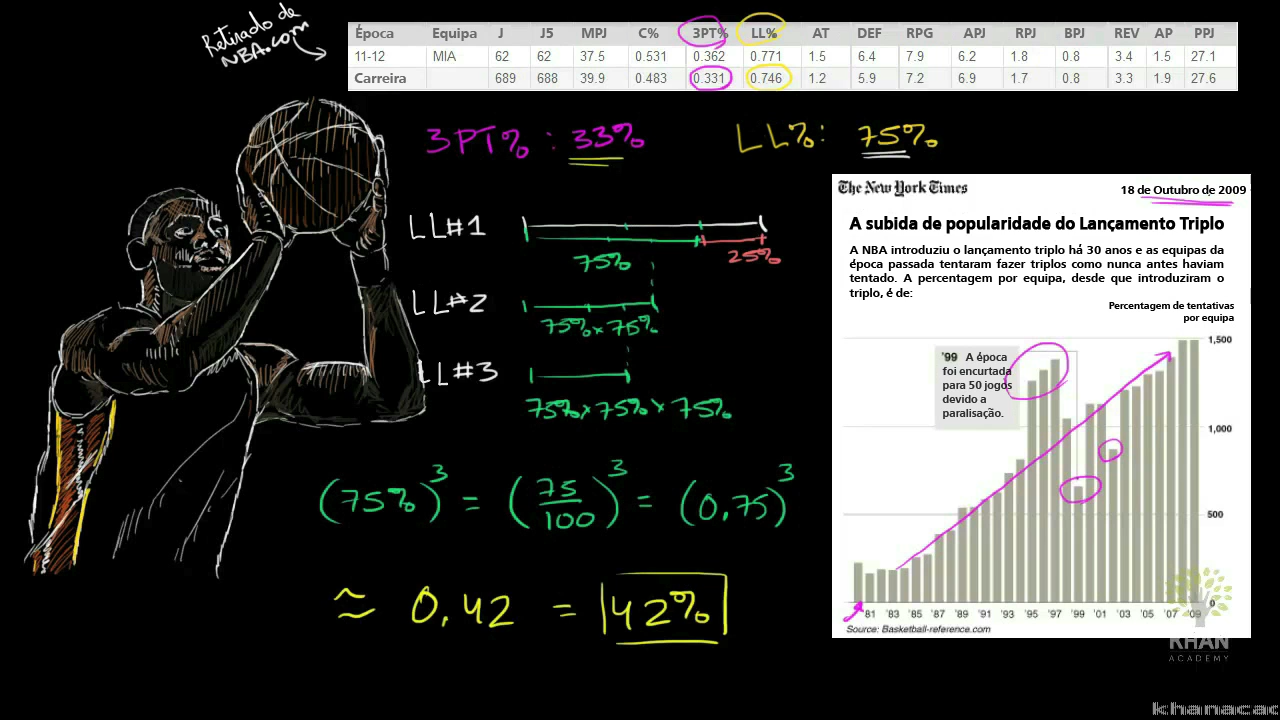 Retirado de
NBA.com
Época Equipa J J5 MPJ C% 3PT% LL% AT DEF RPG APJ RPJ BPJ REV AP PPJ
11-12 MIA 62 62 37.5 0.531 0.362 0.771 1.5 6.4 7.9 6.2 1.8 0.8 3.4 1.5 27.1
Carreira 689 688 39.9 0.483 0.331 0.746 1.2 5.9 7.2 6.9 1.7 0.8 3.3 1.9 27.6
3PT% : 33% LL%: 75%
LL#1
75% 25%
LL#2
75% x 75%
LL#3
75% x 75% x 75%
(75%)³ = (75/100)³ = (0,75)³
≈ 0,42 = 42%
The New York Times
18 de Outubro de 2009
A subida de popularidade do Lançamento Triplo
A NBA introduziu o lançamento triplo há 30 anos e as equipas da
época passada tentaram fazer triplos como nunca antes haviam
tentado. A percentagem por equipa, desde que introduziram o
triplo, é de:
Percentagem de tentativas
por equipa
1,500
'99 A época
foi encurtada
para 50 jogos
devido a
paralisação.
1,000
500
0
'81 '83 '85 '87 '89 '91 '93 '95 '97 '99 '01 '03 '05 '07 '09
Source: Basketball-reference.com
KHAN
ACADEMY
khanacac